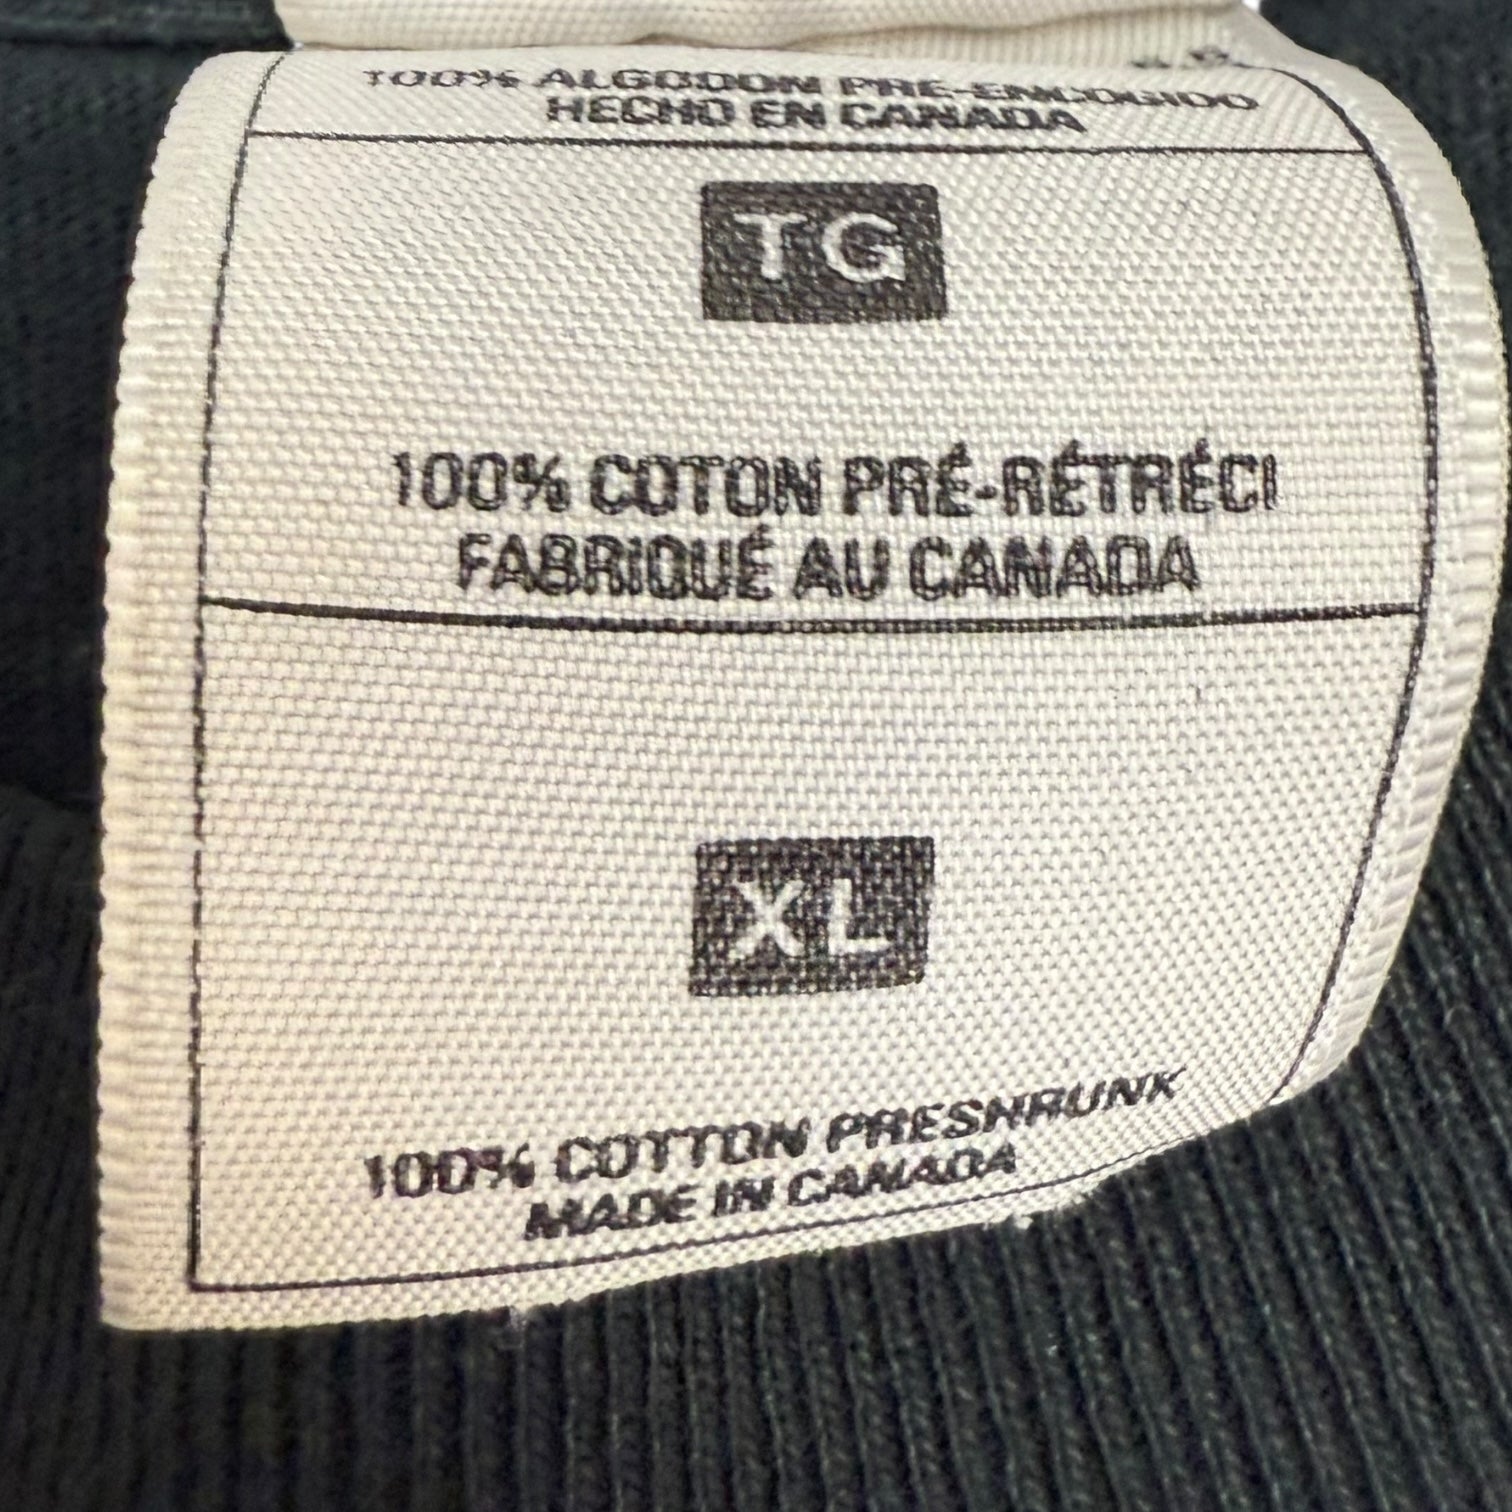 100% ALGODON PRE-ENCOGIDO
HECHO EN CANADA
TG
100% COTON PRÉ-RÉTRÉCI
FABRIQUÉ AU CANADA
XL
100% COTTON PRESHRUNK
MADE IN CANADA